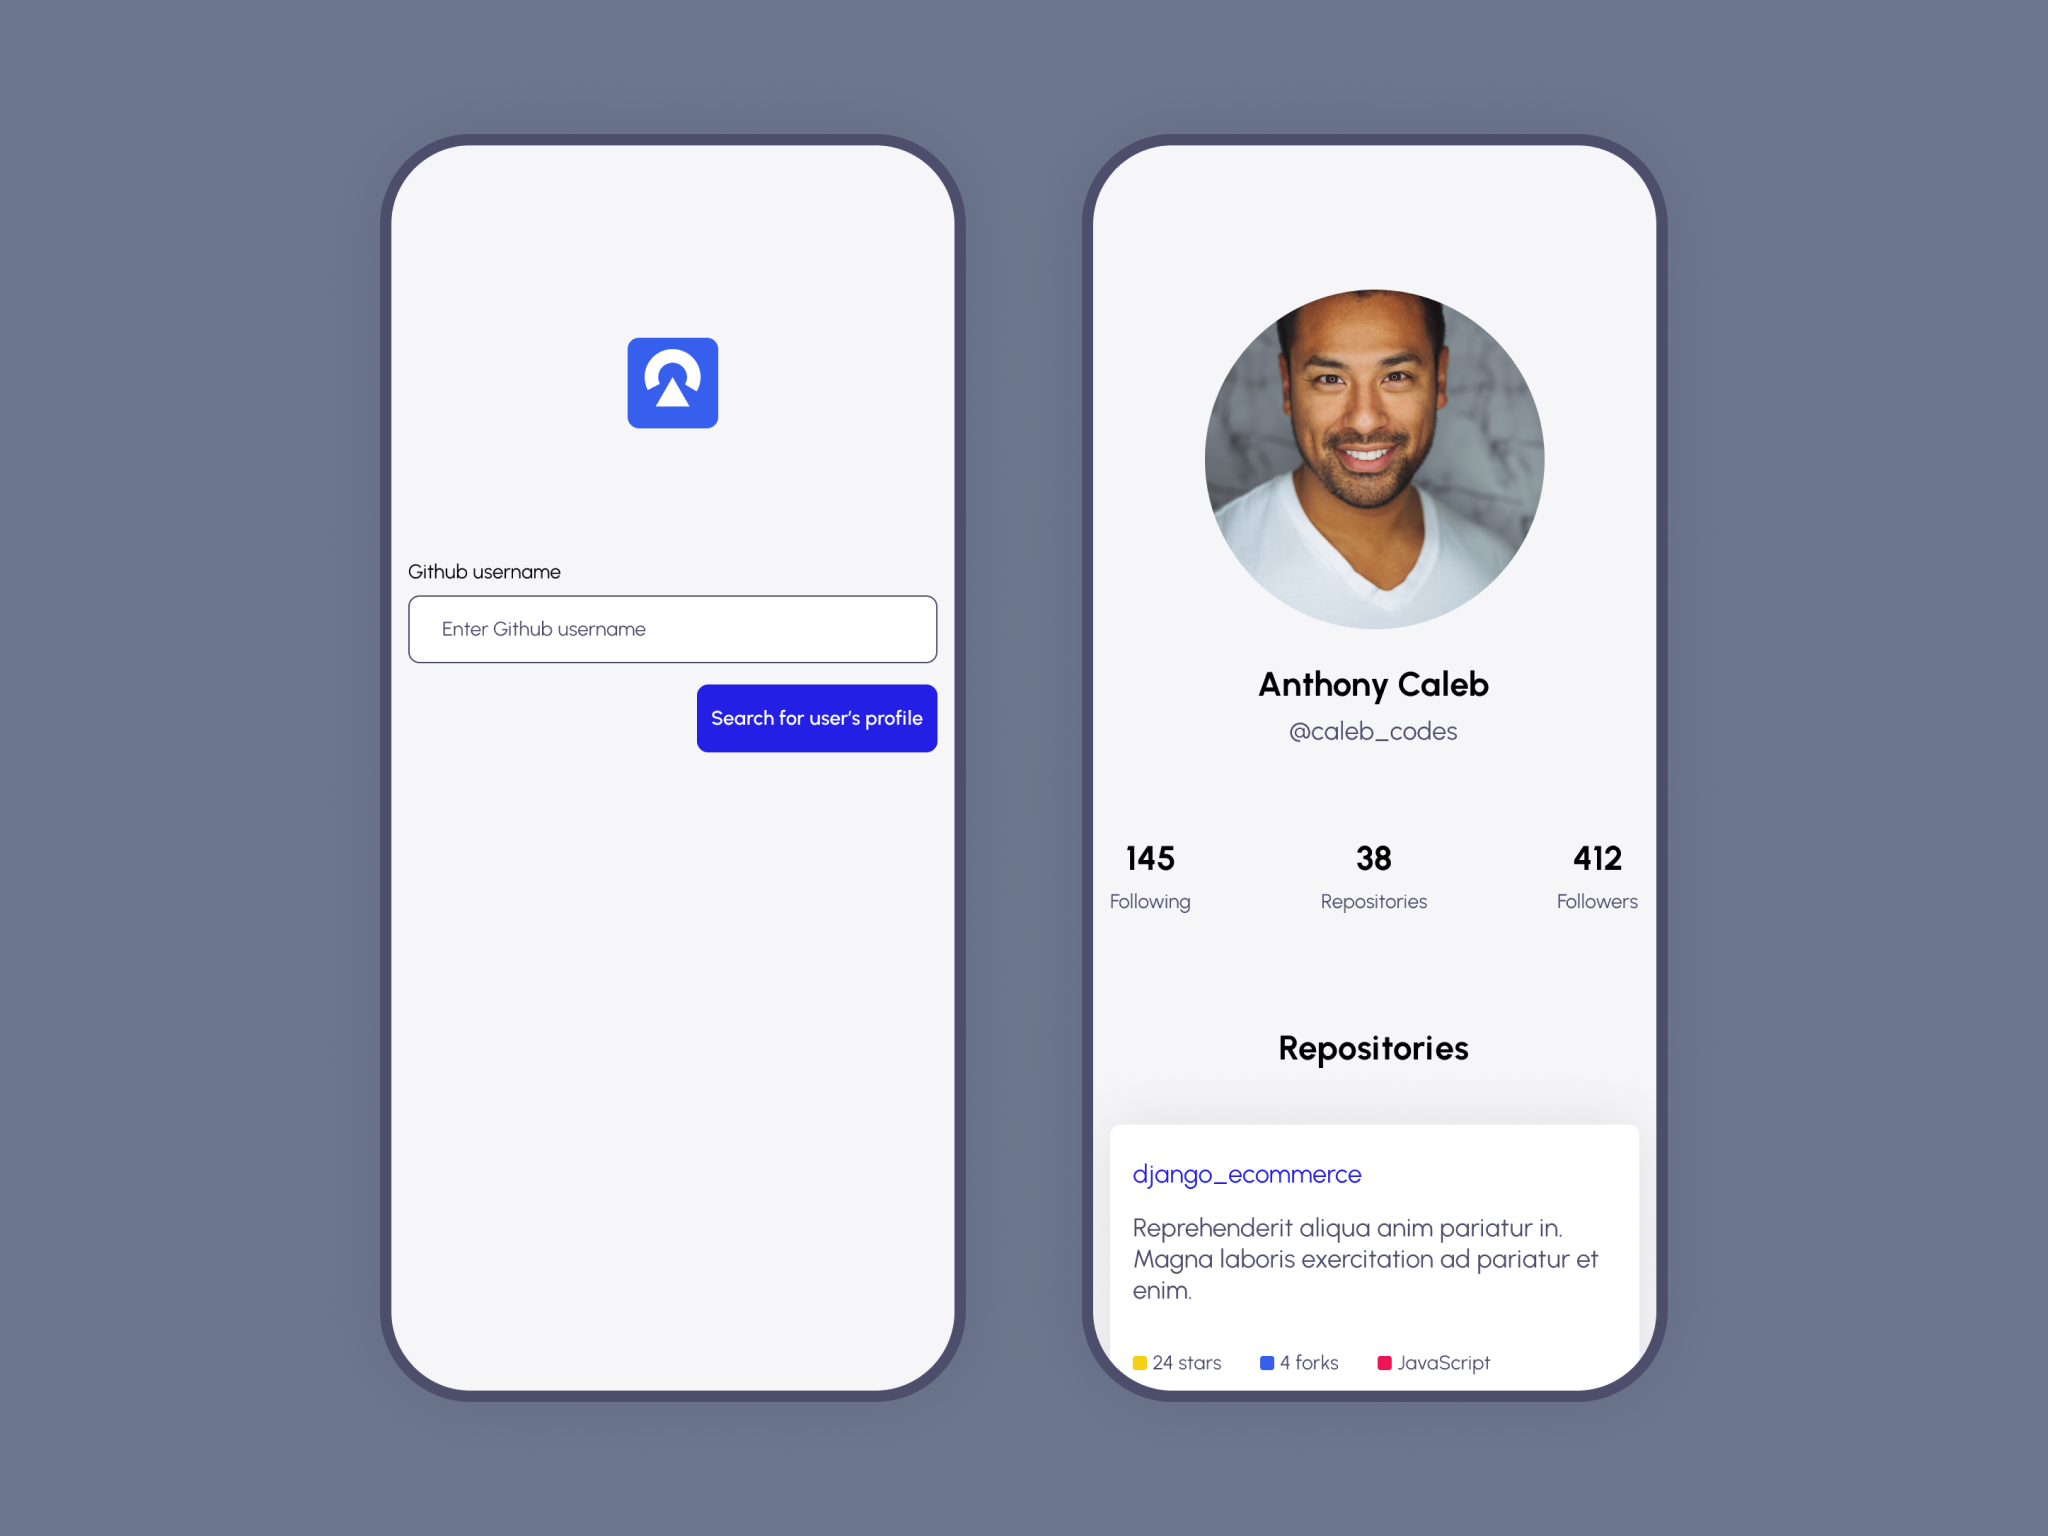 Github username
Enter Github username
Search for user's profile
Anthony Caleb
@caleb_codes
145
Following
38
Repositories
412
Followers
Repositories
django_ecommerce
Reprehenderit aliqua anim pariatur in.
Magna laboris exercitation ad pariatur et
enim.
24 stars
4 forks
JavaScript